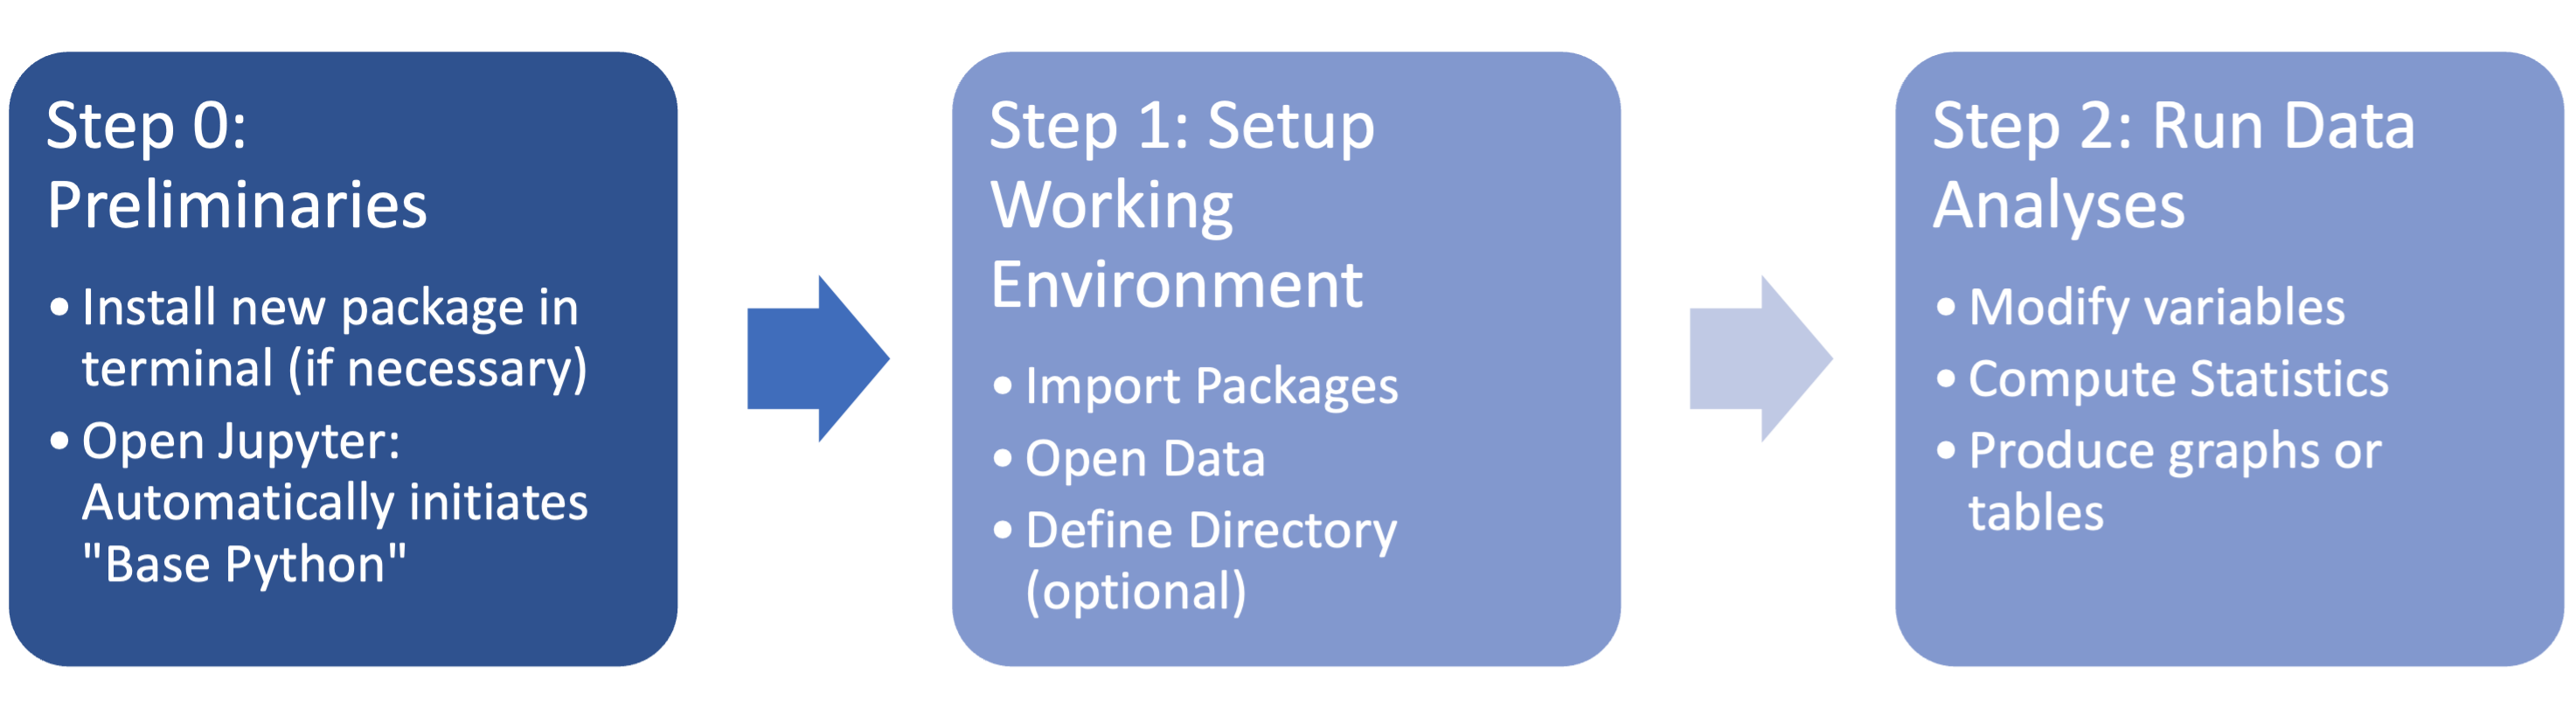 Step 0:
Preliminaries
• Install new package in
terminal (if necessary)
• Open Jupyter:
Automatically initiates
"Base Python"
Step 1: Setup
Working
Environment
• Import Packages
• Open Data
• Define Directory
(optional)
Step 2: Run Data
Analyses
• Modify variables
• Compute Statistics
• Produce graphs or
tables